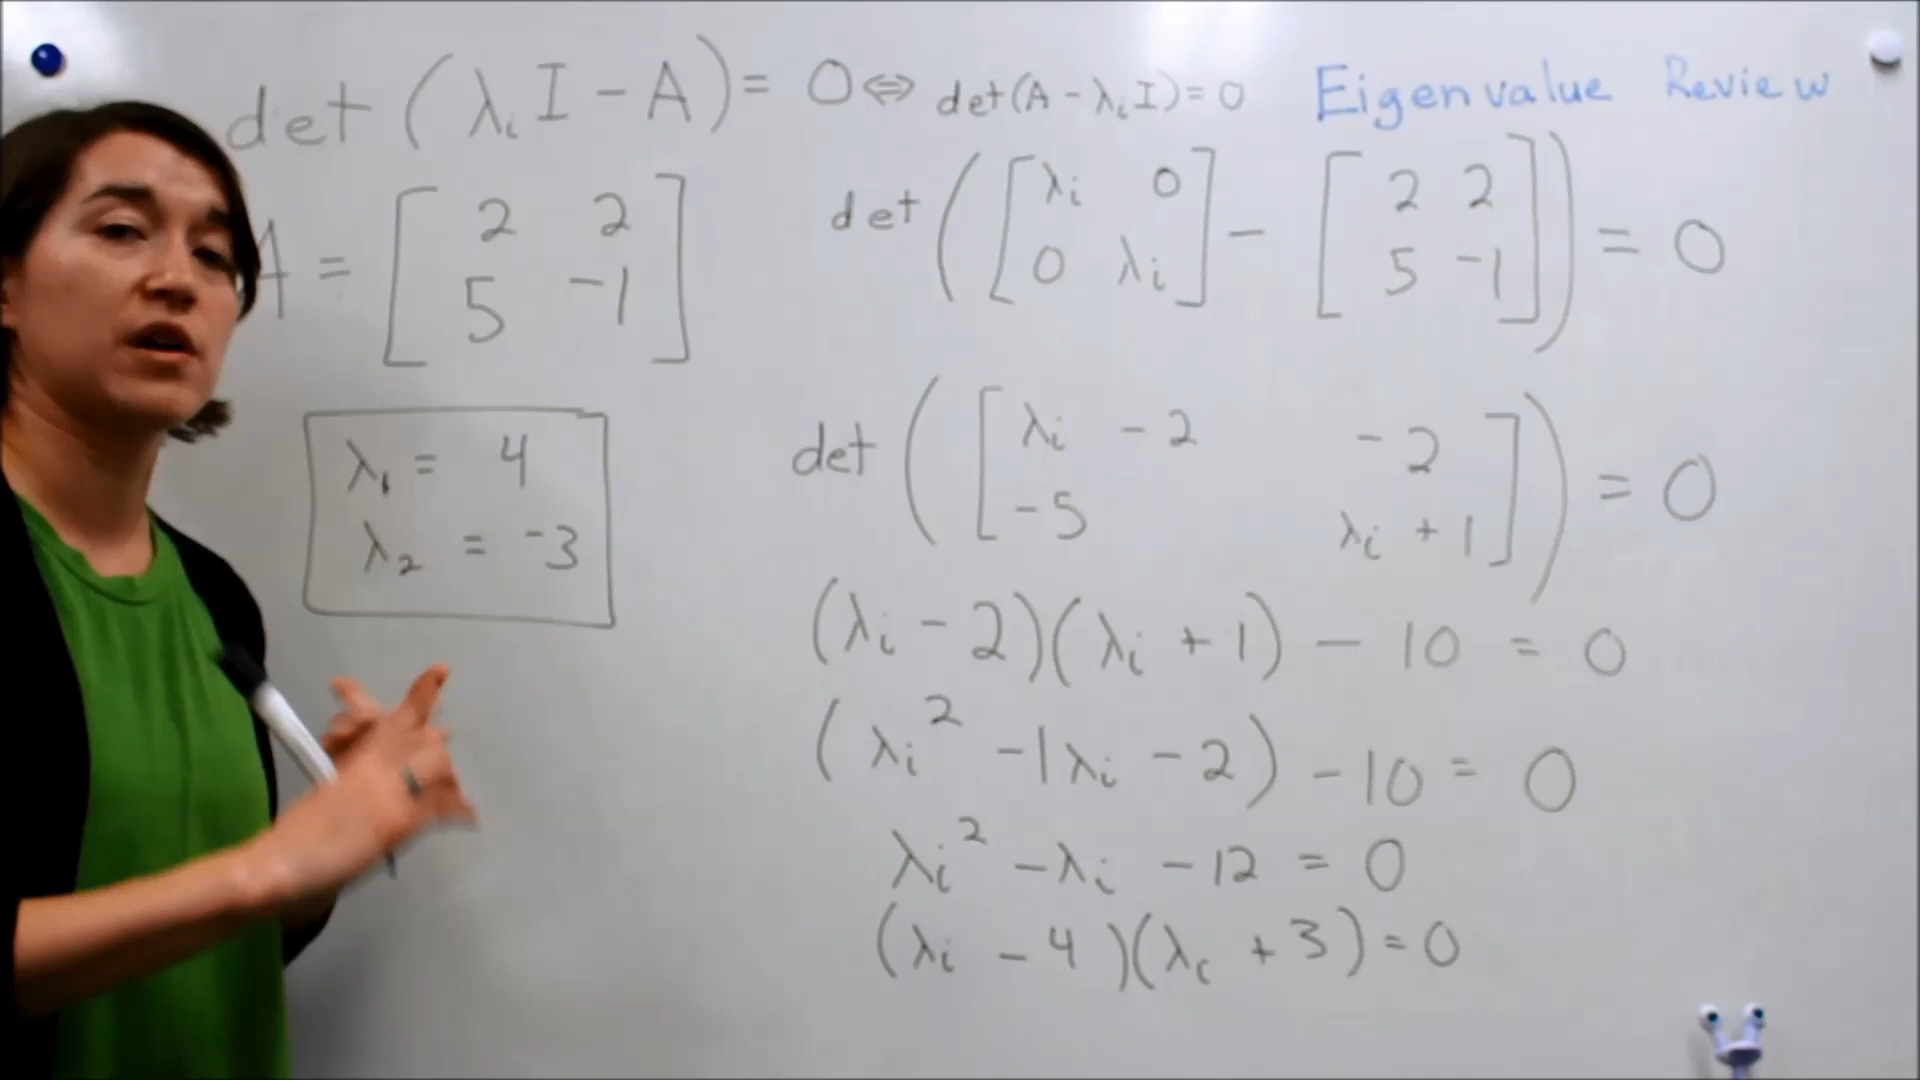 det (λᵢ I - A) = 0 ⇔ det(A - λᵢI) = 0
Eigenvalue Review
A = [ 2 2
5 -1 ]
λ₁ = 4
λ₂ = -3
det ( [ λᵢ 0
0 λᵢ ] - [ 2 2
5 -1 ] ) = 0
det ( [ λᵢ - 2 -2
-5 λᵢ + 1 ] ) = 0
(λᵢ - 2)(λᵢ + 1) - 10 = 0
(λᵢ² -1λᵢ - 2) - 10 = 0
λᵢ² - λᵢ - 12 = 0
(λᵢ - 4)(λᵢ + 3) = 0